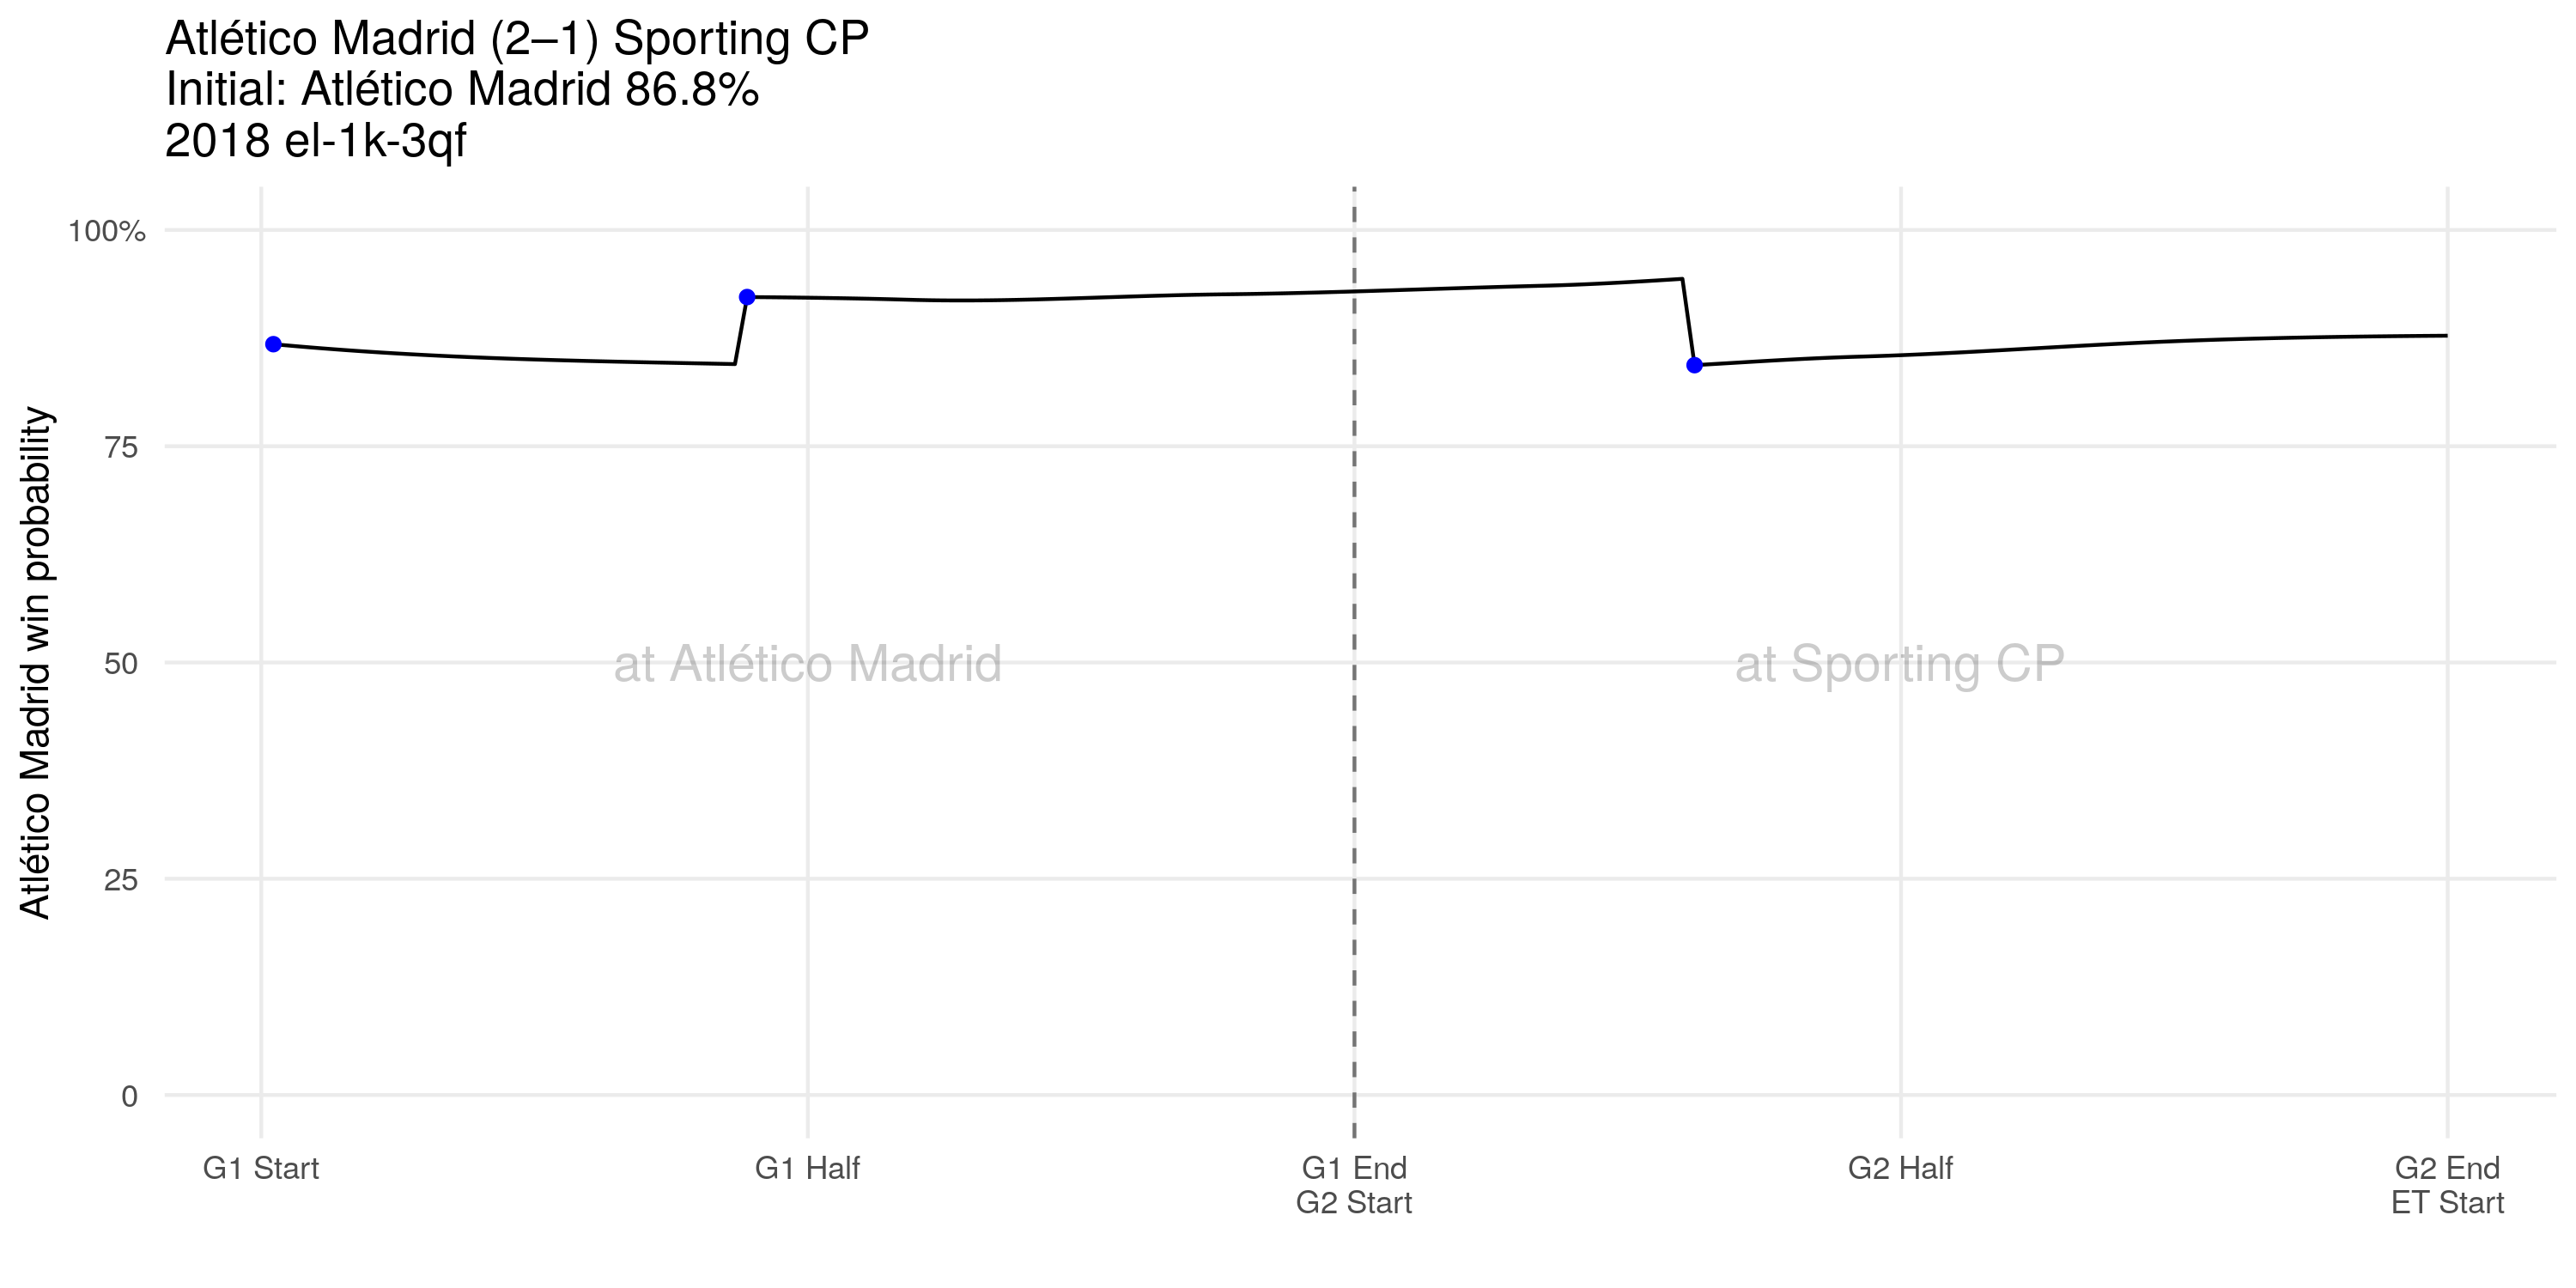 Atlético Madrid (2–1) Sporting CP
Initial: Atlético Madrid 86.8%
2018 el-1k-3qf
Atlético Madrid win probability
100%
75
50
25
0
at Atlético Madrid
at Sporting CP
G1 Start
G1 Half
G1 End
G2 Start
G2 Half
G2 End
ET Start